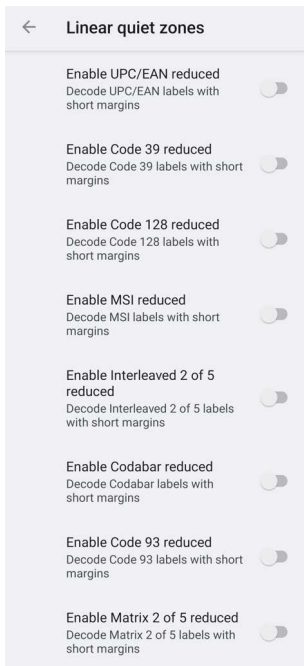 Linear quiet zones
Enable UPC/EAN reduced
Decode UPC/EAN labels with
short margins
Enable Code 39 reduced
Decode Code 39 labels with short
margins
Enable Code 128 reduced
Decode Code 128 labels with
short margins
Enable MSI reduced
Decode MSI labels with short
margins
Enable Interleaved 2 of 5
reduced
Decode Interleaved 2 of 5 labels
with short margins
Enable Codabar reduced
Decode Codabar labels with
short margins
Enable Code 93 reduced
Decode Code 93 labels with short
margins
Enable Matrix 2 of 5 reduced
Decode Matrix 2 of 5 labels with
short margins